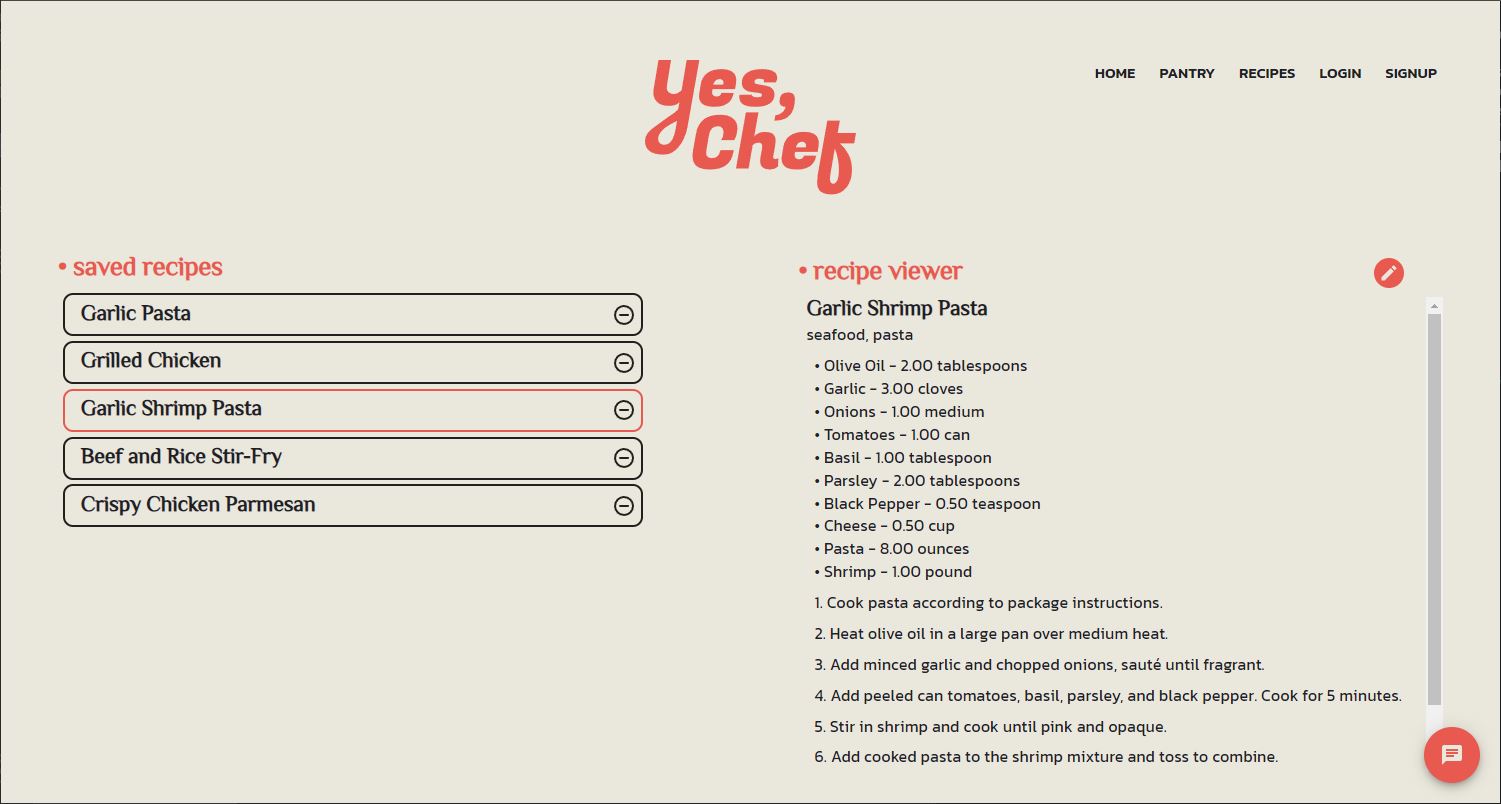 Yes,
Chef
HOME PANTRY RECIPES LOGIN SIGNUP
• saved recipes
Garlic Pasta
Grilled Chicken
Garlic Shrimp Pasta
Beef and Rice Stir-Fry
Crispy Chicken Parmesan
• recipe viewer
Garlic Shrimp Pasta
seafood, pasta
• Olive Oil - 2.00 tablespoons
• Garlic - 3.00 cloves
• Onions - 1.00 medium
• Tomatoes - 1.00 can
• Basil - 1.00 tablespoon
• Parsley - 2.00 tablespoons
• Black Pepper - 0.50 teaspoon
• Cheese - 0.50 cup
• Pasta - 8.00 ounces
• Shrimp - 1.00 pound
1. Cook pasta according to package instructions.
2. Heat olive oil in a large pan over medium heat.
3. Add minced garlic and chopped onions, sauté until fragrant.
4. Add peeled can tomatoes, basil, parsley, and black pepper. Cook for 5 minutes.
5. Stir in shrimp and cook until pink and opaque.
6. Add cooked pasta to the shrimp mixture and toss to combine.